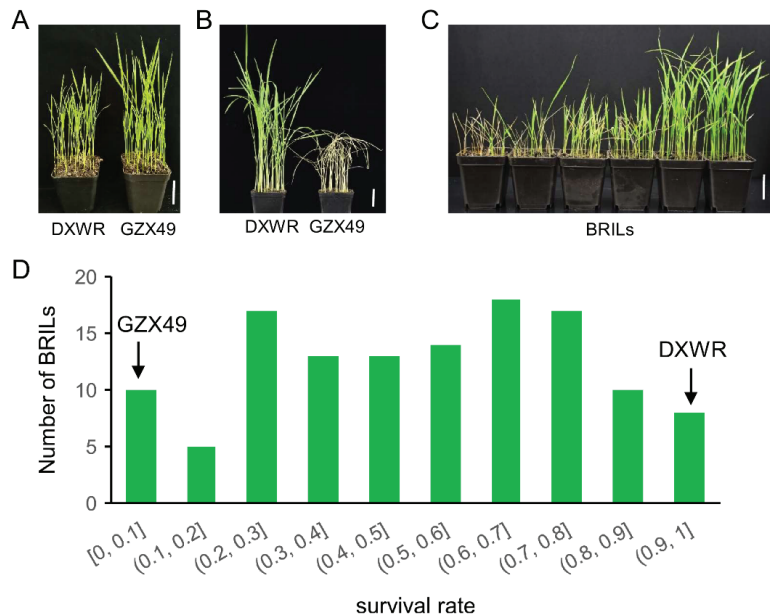 A
B
C
DXWR GZX49
DXWR GZX49
BRILs
D
Number of BRILs
20
15
10
5
0
GZX49
DXWR
[0, 0.1]
(0.1, 0.2]
(0.2, 0.3]
(0.3, 0.4]
(0.4, 0.5]
(0.5, 0.6]
(0.6, 0.7]
(0.7, 0.8]
(0.8, 0.9]
(0.9, 1]
survival rate